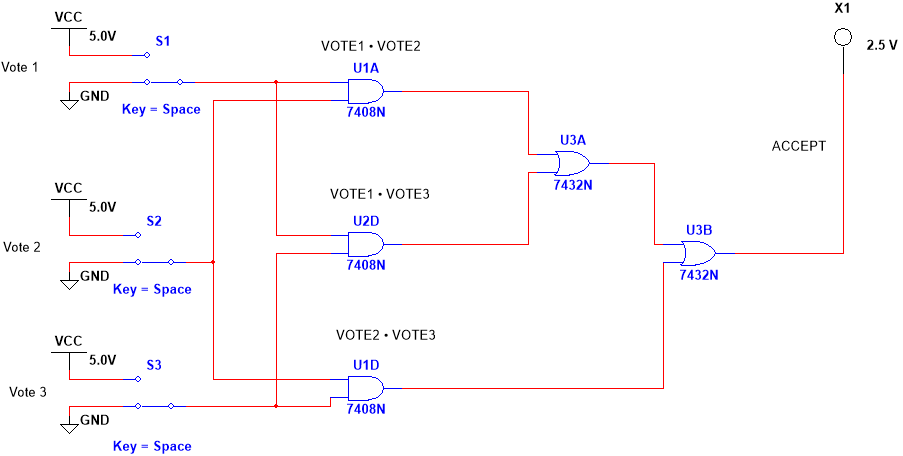 X1
VCC
5.0V
S1
2.5 V
VOTE1 • VOTE2
Vote 1
U1A
GND
Key = Space
7408N
U3A
ACCEPT
7432N
VCC
VOTE1 • VOTE3
5.0V
S2
U2D
U3B
Vote 2
7408N
GND
7432N
Key = Space
VCC
VOTE2 • VOTE3
5.0V
S3
U1D
Vote 3
7408N
GND
Key = Space